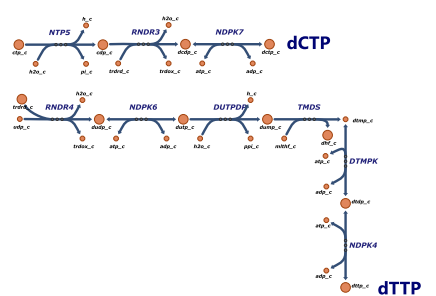 h_c
h2o_c
NTP5
RNDR3
NDPK7
dCTP
ctp_c
cdp_c
dcdp_c
dctp_c
h2o_c
pi_c
trdrd_c
trdox_c
atp_c
adp_c
h2o_c
h_c
trdrd_c
RNDR4
NDPK6
DUTPDP
TMDS
udp_c
dudp_c
dutp_c
dump_c
dtmp_c
trdox_c
atp_c
adp_c
h2o_c
ppi_c
mlthf_c
dhf_c
atp_c
DTMPK
adp_c
dtdp_c
atp_c
NDPK4
adp_c
dttp_c
dTTP